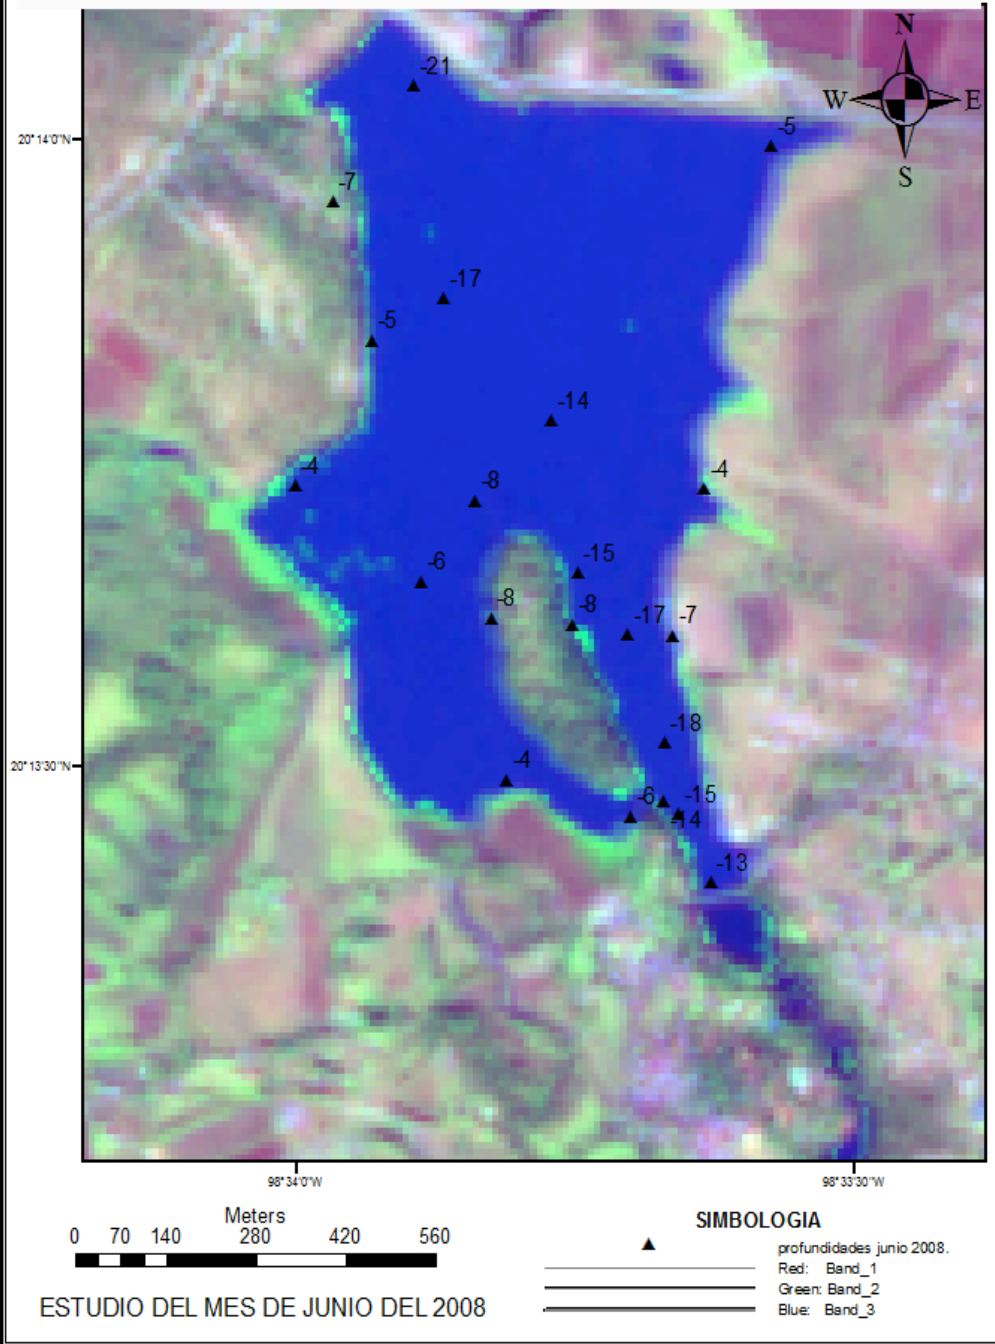 N
W E
S
-21
-5
20°14'0"N
-7
-17
-5
-14
-4
-4
-8
-15
-6
-8
-8
-17
-7
-18
-4
20°13'30"N
-6
-15
-14
-13
98°34'0"W
98°33'30"W
Meters
0 70 140 280 420 560
ESTUDIO DEL MES DE JUNIO DEL 2008
SIMBOLOGIA
profundidades junio 2008.
Red: Band_1
Green: Band_2
Blue: Band_3